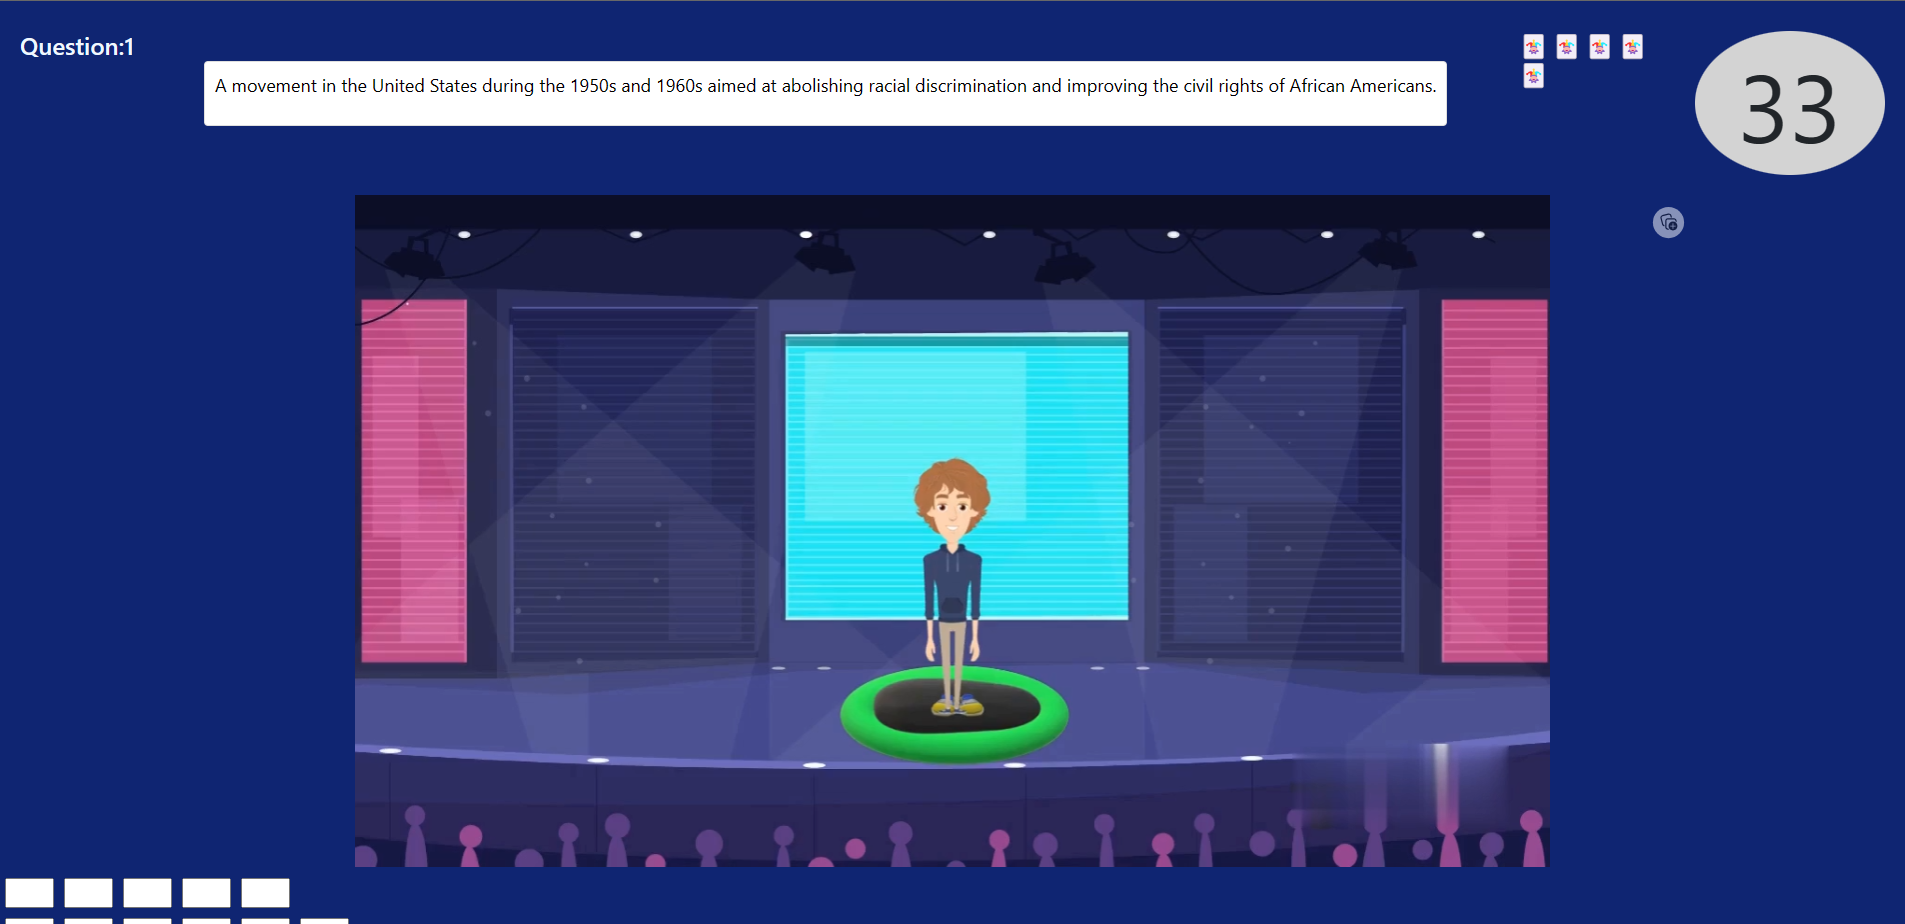 Question:1
A movement in the United States during the 1950s and 1960s aimed at abolishing racial discrimination and improving the civil rights of African Americans.
33